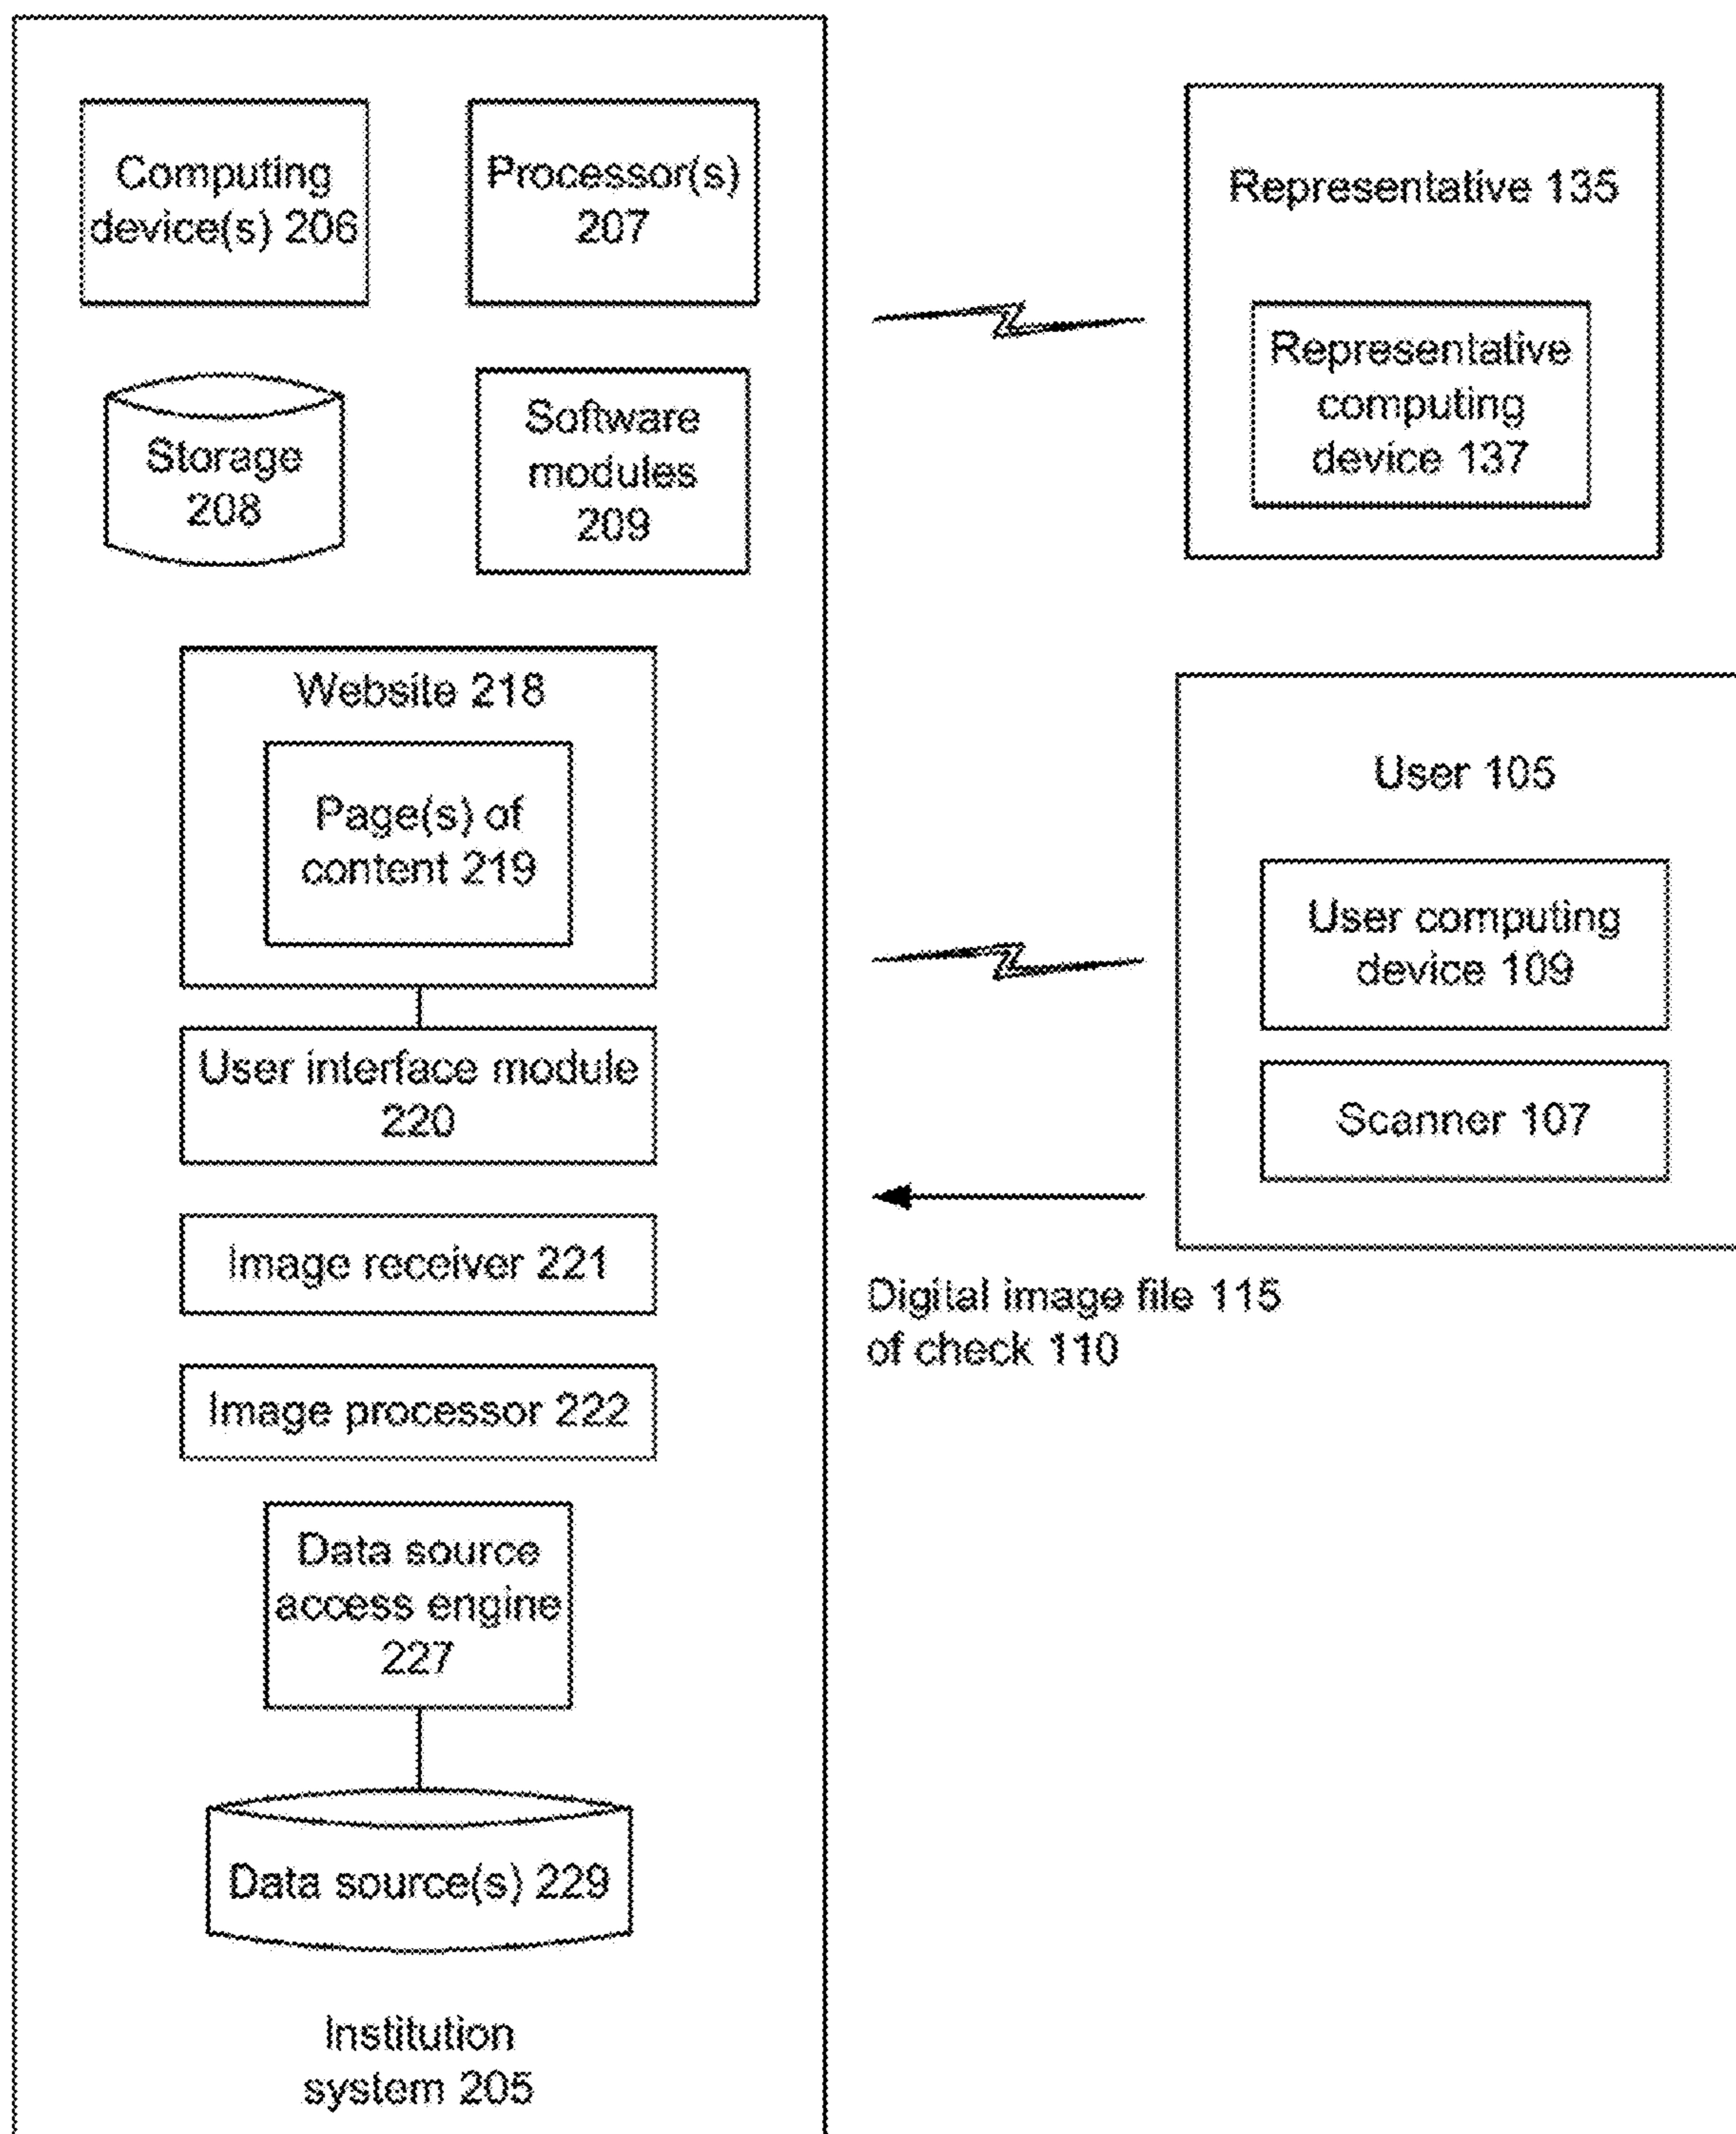 Computing
device(s) 206
Processor(s)
207
Storage
208
Software
modules
209
Website 218
Page(s) of
content 219
User interface module
220
Image receiver 221
Image processor 222
Data source
access engine
227
Data source(s) 229
Institution
system 205
Representative 135
Representative
computing
device 137
User 105
User computing
device 109
Scanner 107
Digital image file 115
of check 110